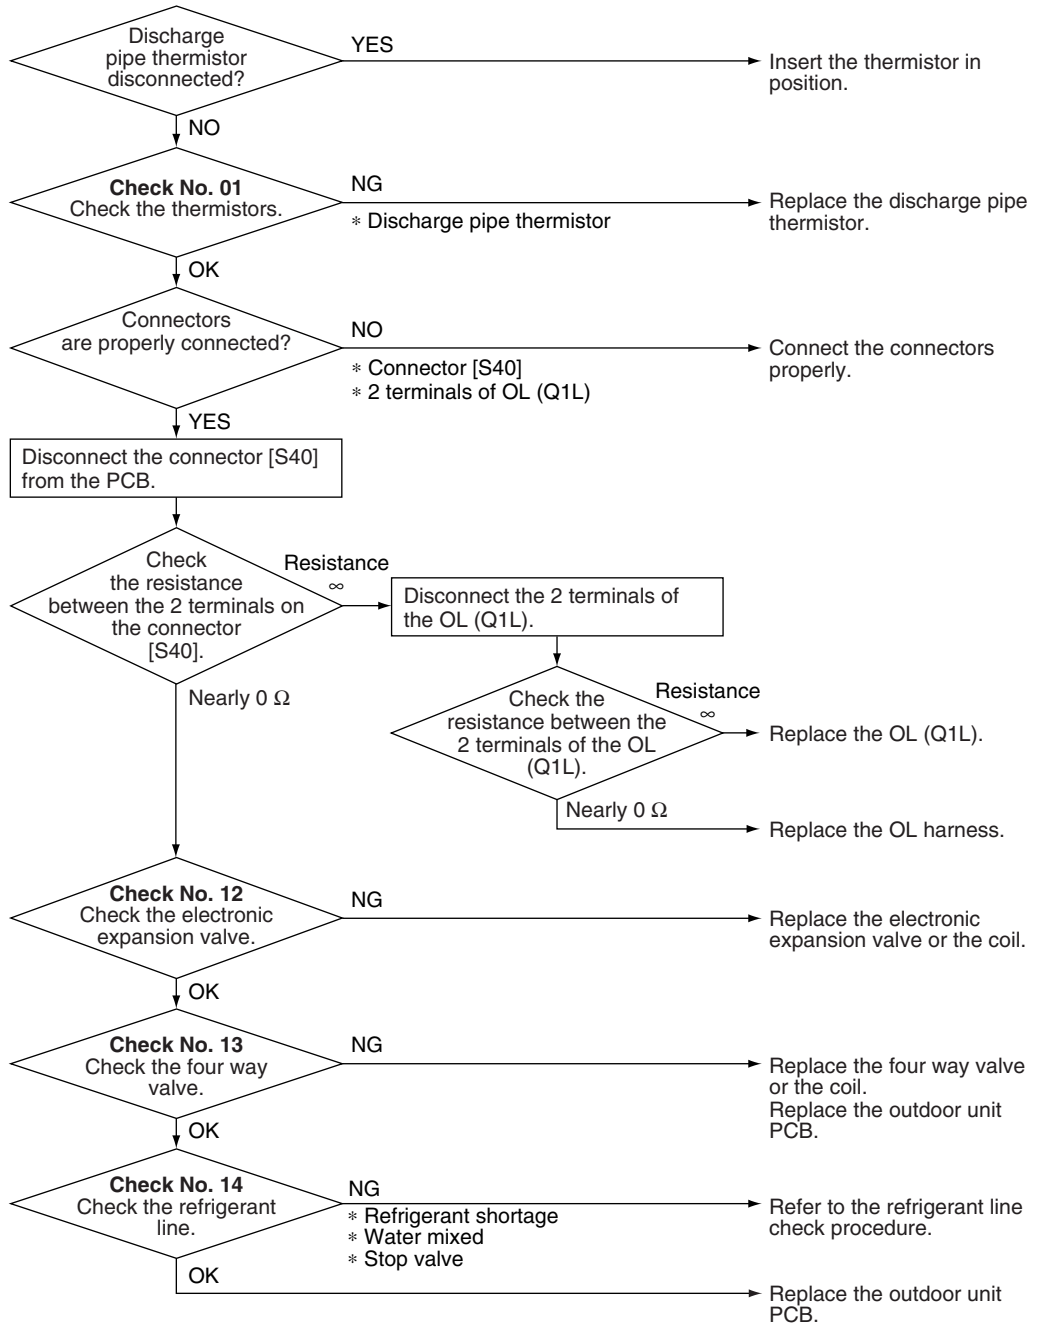 Discharge
pipe thermistor
disconnected?
YES
Insert the thermistor in
position.
NO
Check No. 01
Check the thermistors.
NG
* Discharge pipe thermistor
Replace the discharge pipe
thermistor.
OK
Connectors
are properly connected?
NO
* Connector [S40]
* 2 terminals of OL (Q1L)
Connect the connectors
properly.
YES
Disconnect the connector [S40]
from the PCB.
Check
the resistance
between the 2 terminals on
the connector
[S40].
Resistance
∞
Disconnect the 2 terminals of
the OL (Q1L).
Nearly 0 Ω
Check the
resistance between the
2 terminals of the OL
(Q1L).
Resistance
∞
Replace the OL (Q1L).
Nearly 0 Ω
Replace the OL harness.
Check No. 12
Check the electronic
expansion valve.
NG
Replace the electronic
expansion valve or the coil.
OK
Check No. 13
Check the four way
valve.
NG
Replace the four way valve
or the coil.
Replace the outdoor unit
PCB.
OK
Check No. 14
Check the refrigerant
line.
NG
* Refrigerant shortage
* Water mixed
* Stop valve
Refer to the refrigerant line
check procedure.
OK
Replace the outdoor unit
PCB.